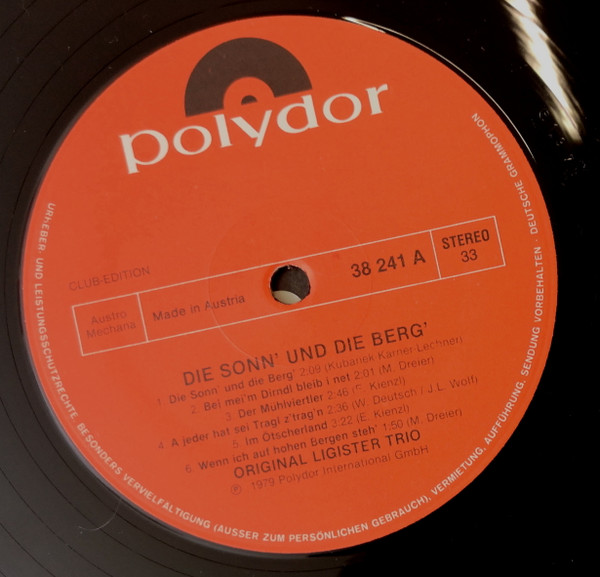 polydor
CLUB-EDITION
Austro
Mechana
Made in Austria
38 241 A
STEREO
33
DIE SONN' UND DIE BERG'
1. Die Sonn' und die Berg' 2:09 (Kubanek-Karner-Lechner)
2. Bei mei'm Dirndl bleib i net 2:01 (M. Dreier)
3. Der Mühlviertler 2:46 (E. Kienzl)
4. A jeder hat sei Tragl z'trag'n 2:36 (W. Deutsch / J.L. Wolf)
5. Im Ötscherland 3:22 (E. Kienzl)
6. Wenn ich auf hohen Bergen steh' 1:50 (M. Dreier)
ORIGINAL LIGISTER TRIO
Ⓟ 1979 Polydor International GmbH
URHEBER- UND LEISTUNGSSCHUTZRECHTE, BESONDERS VERVIELFÄLTIGUNG (AUSSER ZUM PERSÖNLICHEN GEBRAUCH), VERMIETUNG, AUFFÜHRUNG, SENDUNG VORBEHALTEN · DEUTSCHE GRAMMOPHON